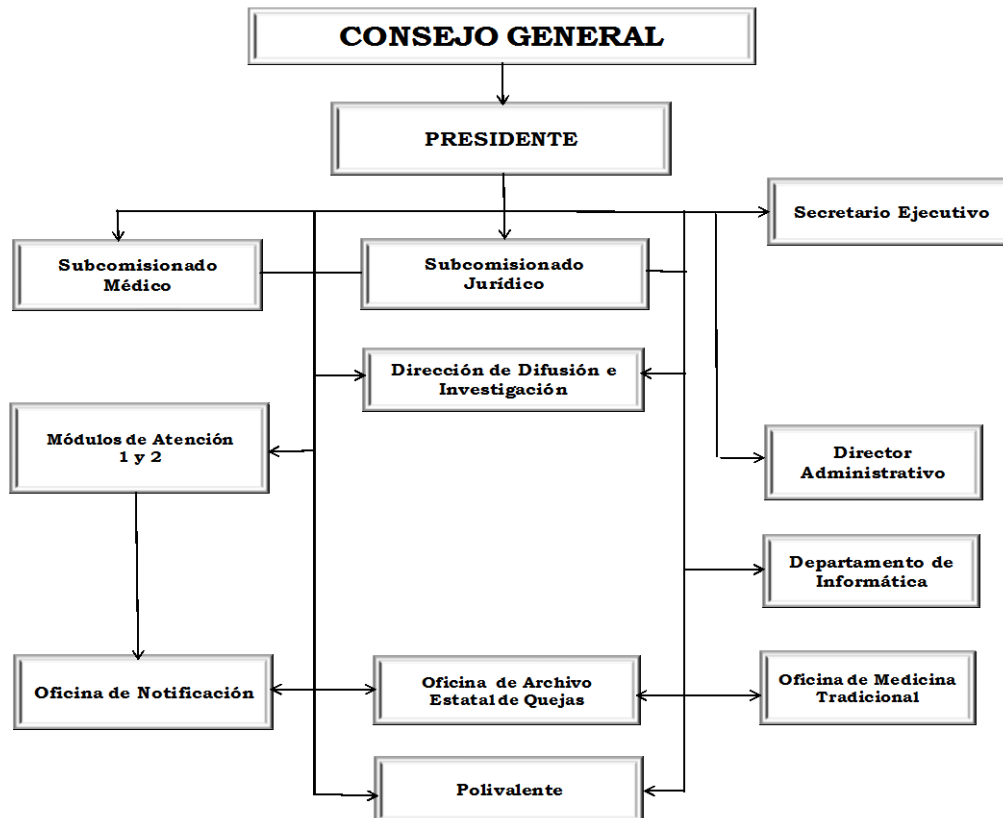 CONSEJO GENERAL
PRESIDENTE
Secretario Ejecutivo
Subcomisionado
Médico
Subcomisionado
Jurídico
Dirección de Difusión e
Investigación
Módulos de Atención
1 y 2
Director
Administrativo
Departamento de
Informática
Oficina de Notificación
Oficina de Archivo
Estatal de Quejas
Oficina de Medicina
Tradicional
Polivalente